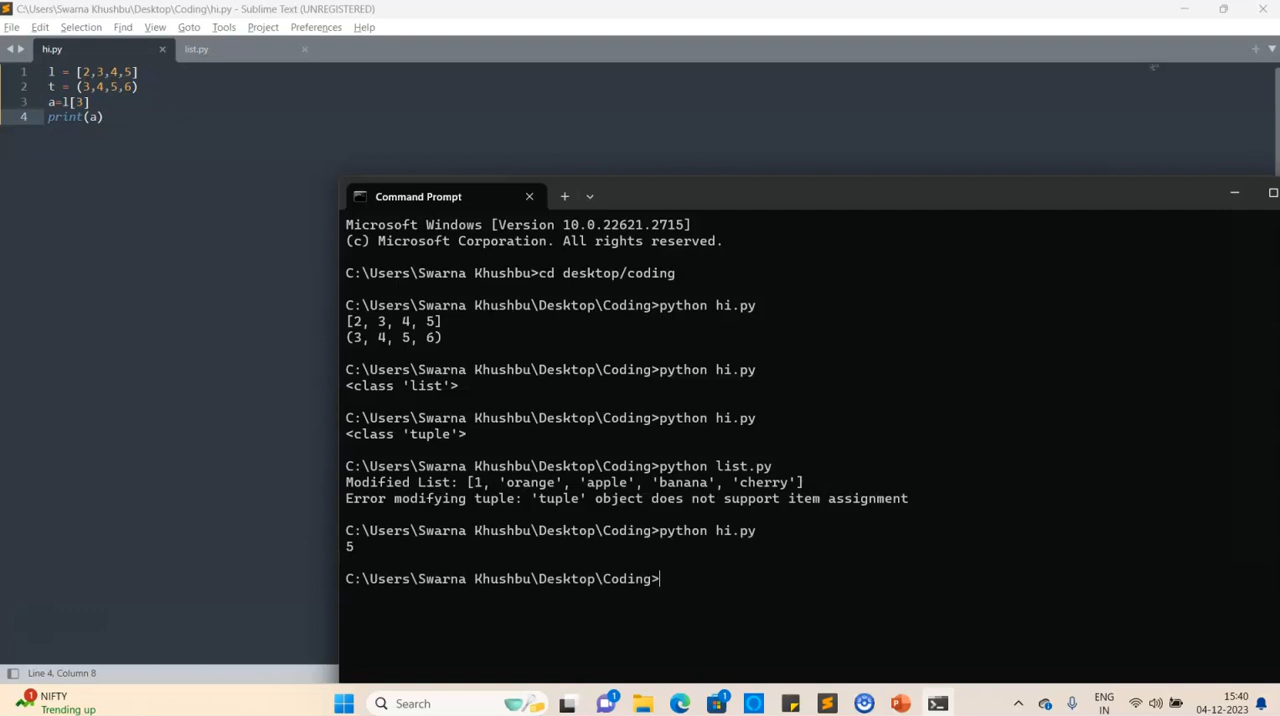 C:\Users\Swarna Khushbu\Desktop\Coding\hi.py - Sublime Text (UNREGISTERED)
File Edit Selection Find View Goto Tools Project Preferences Help
hi.py list.py
1 l = [2,3,4,5]
2 t = (3,4,5,6)
3 a=l[3]
4 print(a)
Command Prompt
Microsoft Windows [Version 10.0.22621.2715]
(c) Microsoft Corporation. All rights reserved.
C:\Users\Swarna Khushbu>cd desktop/coding
C:\Users\Swarna Khushbu\Desktop\Coding>python hi.py
[2, 3, 4, 5]
(3, 4, 5, 6)
C:\Users\Swarna Khushbu\Desktop\Coding>python hi.py
<class 'list'>
C:\Users\Swarna Khushbu\Desktop\Coding>python hi.py
<class 'tuple'>
C:\Users\Swarna Khushbu\Desktop\Coding>python list.py
Modified List: [1, 'orange', 'apple', 'banana', 'cherry']
Error modifying tuple: 'tuple' object does not support item assignment
C:\Users\Swarna Khushbu\Desktop\Coding>python hi.py
5
C:\Users\Swarna Khushbu\Desktop\Coding>
Line 4, Column 8
1 NIFTY
Trending up
Search
1
1
ENG
IN
15:40
04-12-2023